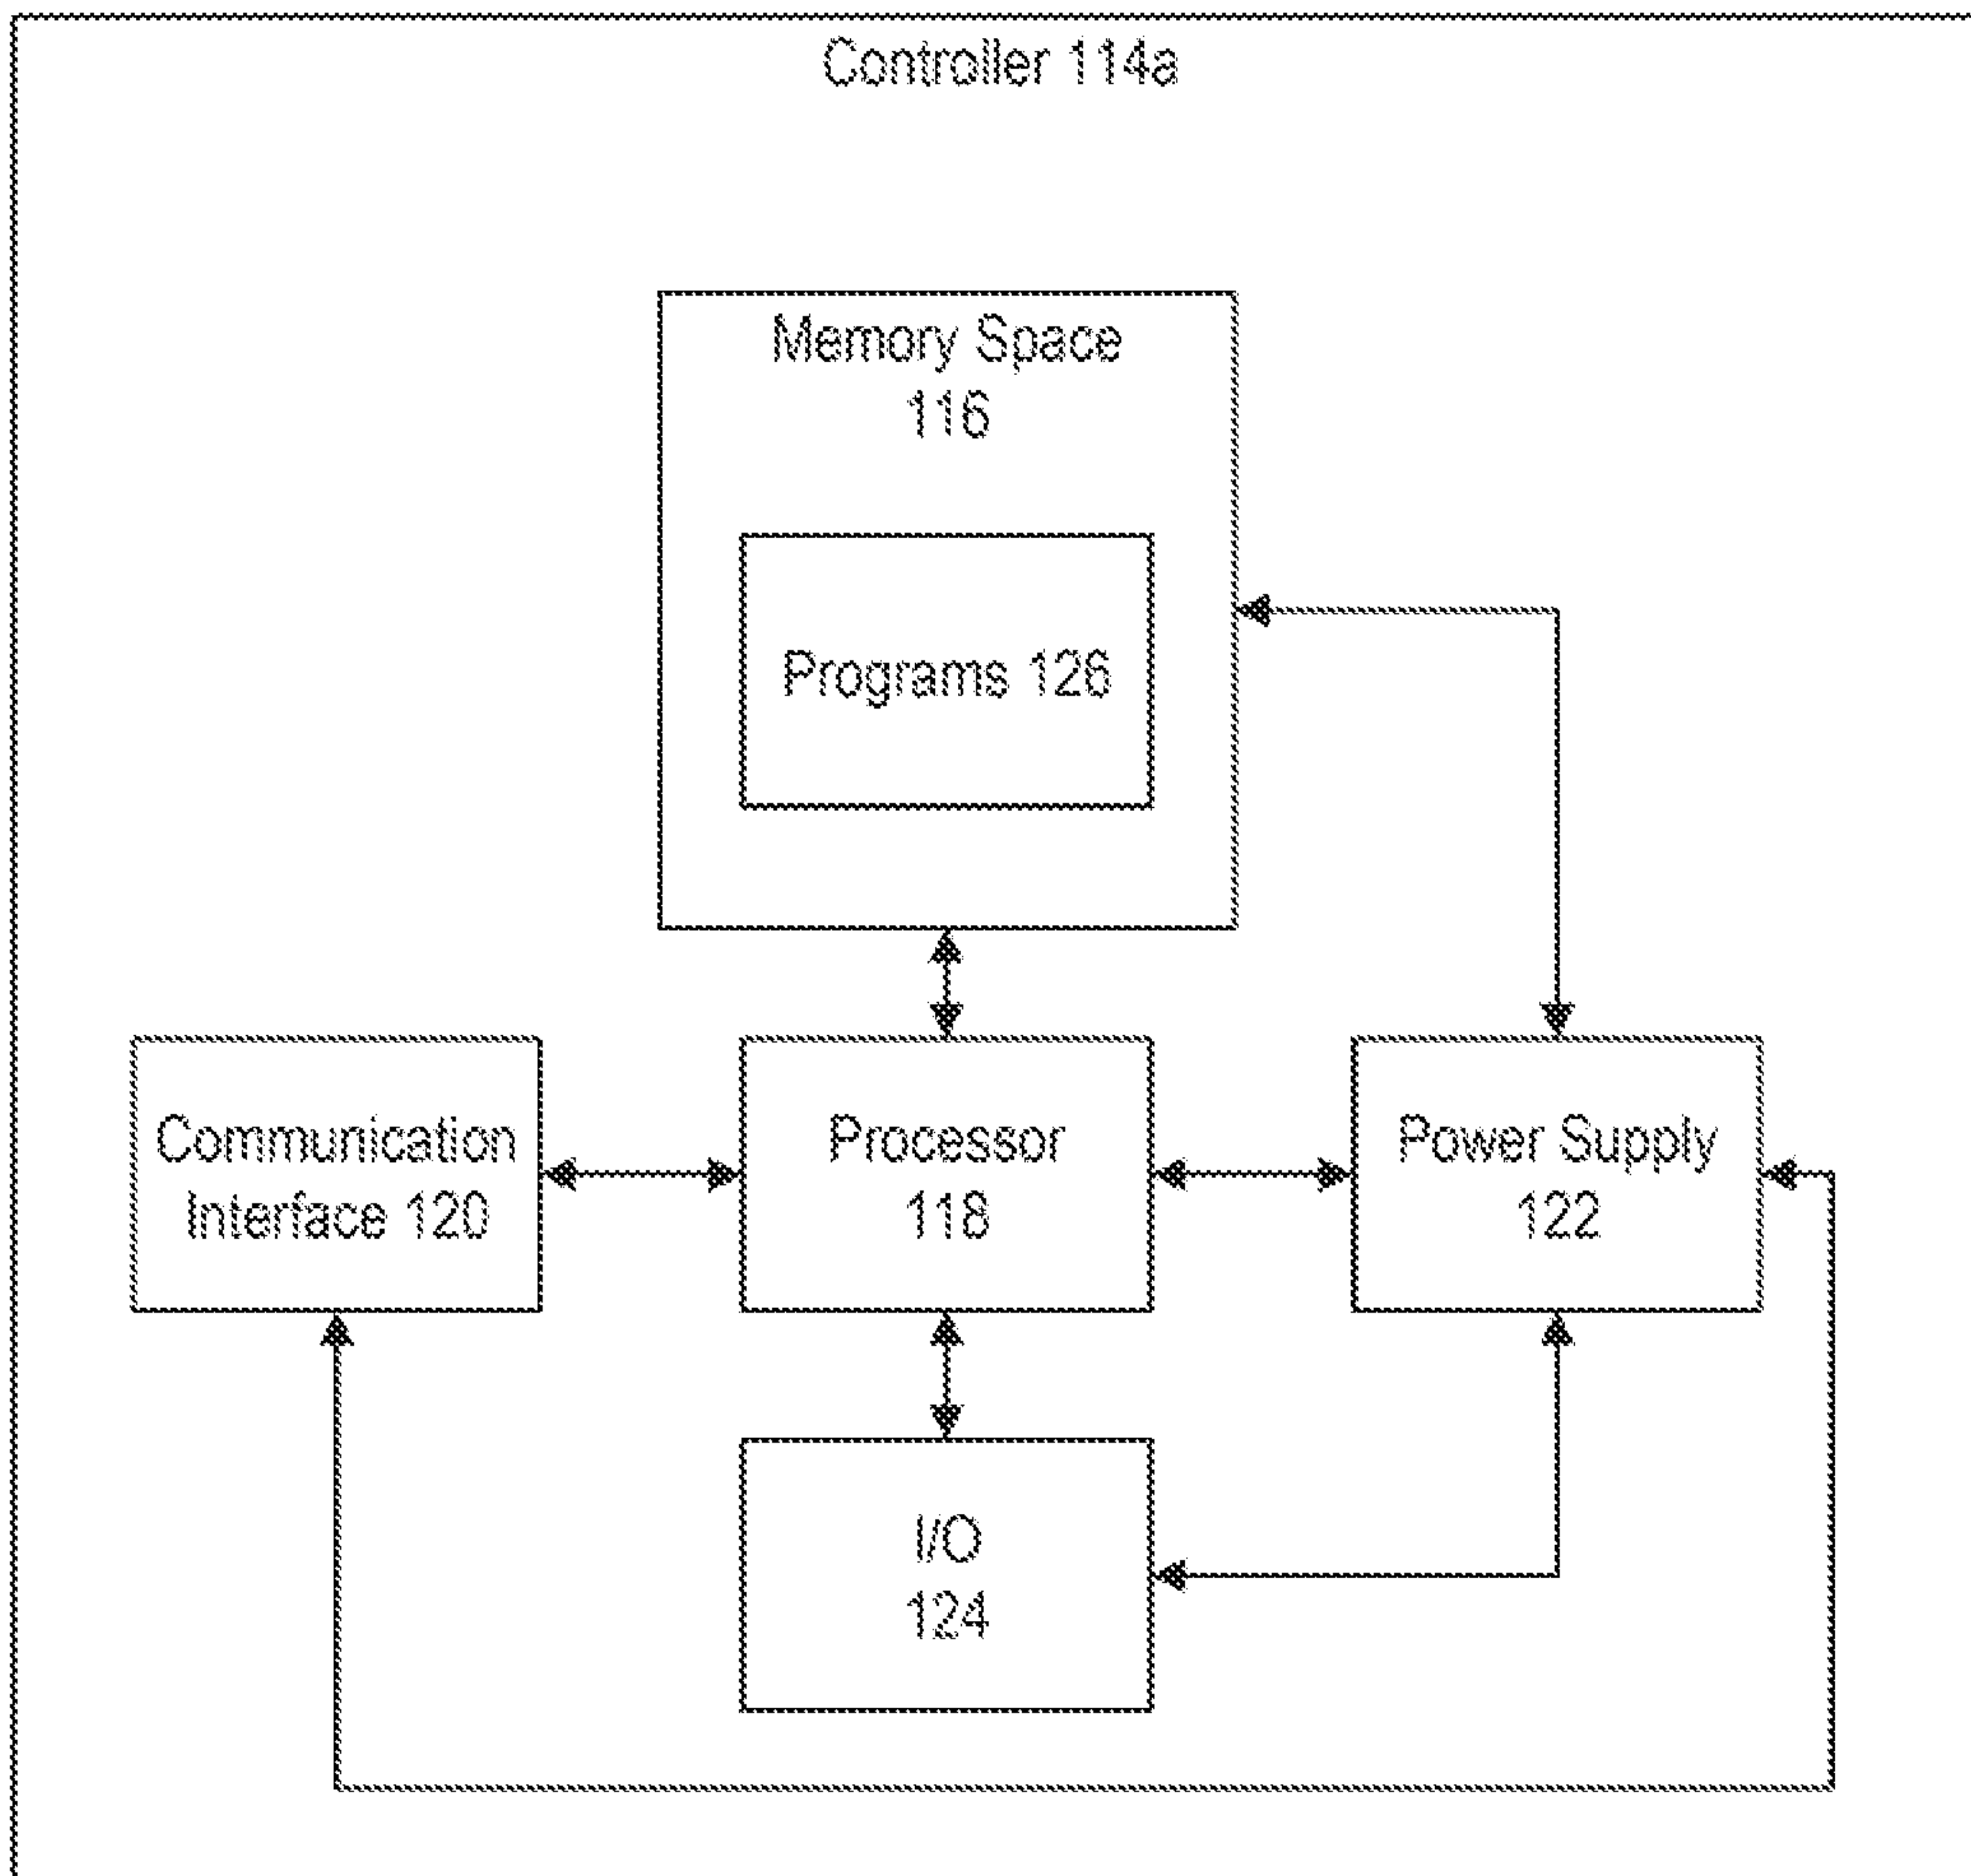 Controller 114a
Memory Space
116
Programs 126
Communication
Interface 120
Processor
118
Power Supply
122
I/O
124